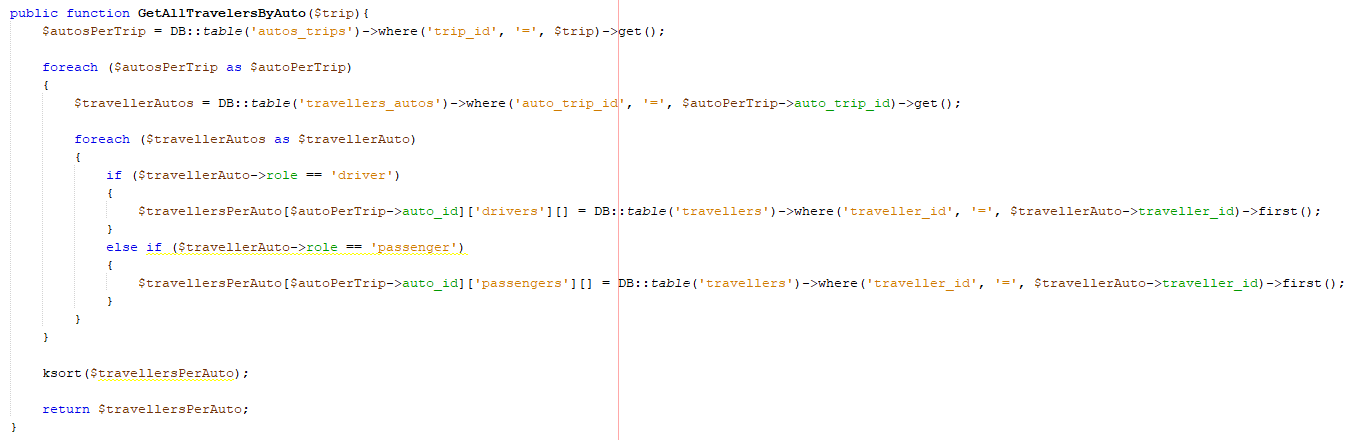 public function GetAllTravelersByAuto($trip){
    $autosPerTrip = DB::table('autos_trips')->where('trip_id', '=', $trip)->get();
    foreach ($autosPerTrip as $autoPerTrip)
    {
        $travellerAutos = DB::table('travellers_autos')->where('auto_trip_id', '=', $autoPerTrip->auto_trip_id)->get();
        foreach ($travellerAutos as $travellerAuto)
        {
            if ($travellerAuto->role == 'driver')
            {
                $travellersPerAuto[$autoPerTrip->auto_id]['drivers'][] = DB::table('travellers')->where('traveller_id', '=', $travellerAuto->traveller_id)->first();
            }
            else if ($travellerAuto->role == 'passenger')
            {
                $travellersPerAuto[$autoPerTrip->auto_id]['passengers'][] = DB::table('travellers')->where('traveller_id', '=', $travellerAuto->traveller_id)->first();
            }
        }
    }
    ksort($travellersPerAuto);
    return $travellersPerAuto;
}